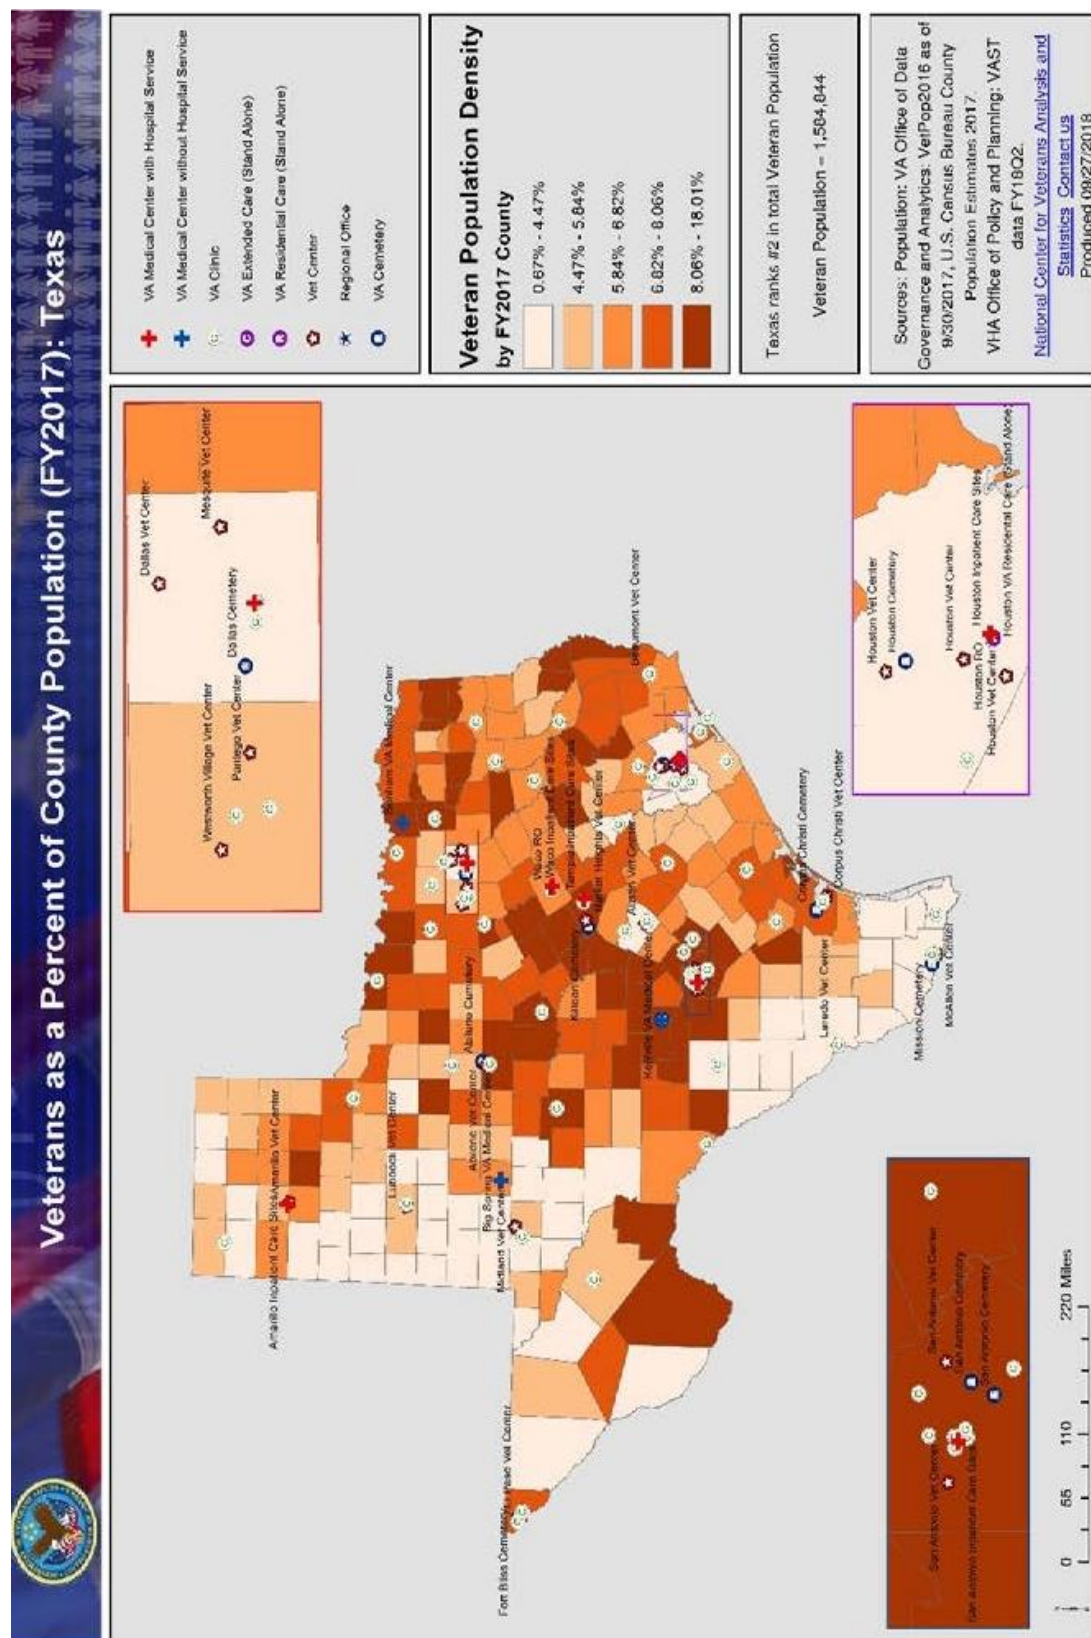 Veterans as a Percent of County Population (FY2017): Texas
VA Medical Center with Hospital Service
VA Medical Center without Hospital Service
VA Clinic
VA Extended Care (Stand Alone)
VA Residential Care (Stand Alone)
Vet Center
Regional Office
VA Cemetery
Veteran Population Density
by FY2017 County
0.67% - 4.47%
4.47% - 5.84%
5.84% - 6.82%
6.82% - 8.06%
8.06% - 18.01%
Texas ranks #2 in total Veteran Population
Veteran Population = 1,584,844
Sources: Population: VA Office of Data
Governance and Analytics: VetPop2016 as of
9/30/2017, U.S. Census Bureau County
Population Estimates 2017.
VHA Office of Policy and Planning: VAST
data FY18Q2.
National Center for Veterans Analysis and
Statistics Contact us
Produced 09/27/2018
Dallas Vet Center
Mesquite Vet Center
Westworth Village Vet Center
Pantego Vet Center
Dallas Cemetery
Amarillo Inpatient Care Sites
Amarillo Vet Center
Lubbock Vet Center
Abilene Vet Center
Abilene Cemetery
Big Spring VA Medical Center
Midland Vet Center
Fort Bliss Cemetery
Paso Vet Center
Bonham VA Medical Center
Waco RO
Waco Inpatient Care Sites
Temple Inpatient Care Sites
Heights Vet Center
Killeen Cemetery
Austin Vet Center
Kerrville VA Medical Center
Beaumont Vet Center
Corpus Christi Cemetery
Corpus Christi Vet Center
Laredo Vet Center
Mission Cemetery
McAllen Vet Center
Houston Vet Center
Houston Cemetery
Houston Vet Center
Houston RO
Houston Inpatient Care Sites
Houston Vet Center
Houston VA Residential Care (Stand Alone)
San Antonio Vet Center
San Antonio Vet Center
San Antonio Cemetery
San Antonio Cemetery
San Antonio Inpatient Care Sites
0 55 110 220 Miles